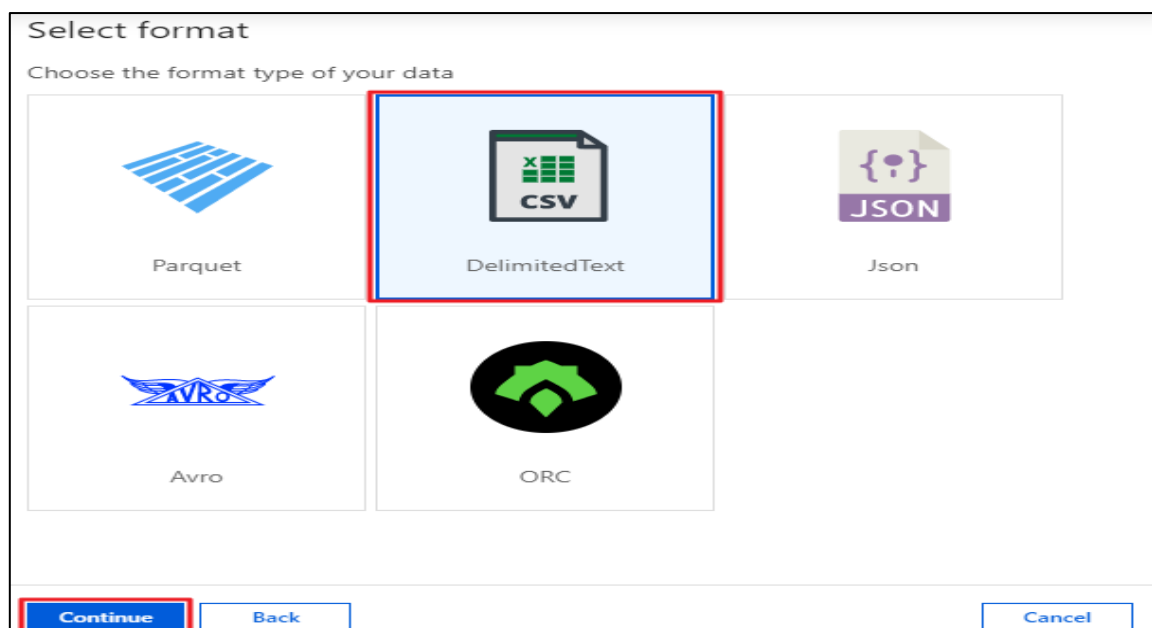 Select format
Choose the format type of your data
X
CSV
{ }
JSON
Parquet
DelimitedText
Json
AVRO
Avro
ORC
Continue
Back
Cancel